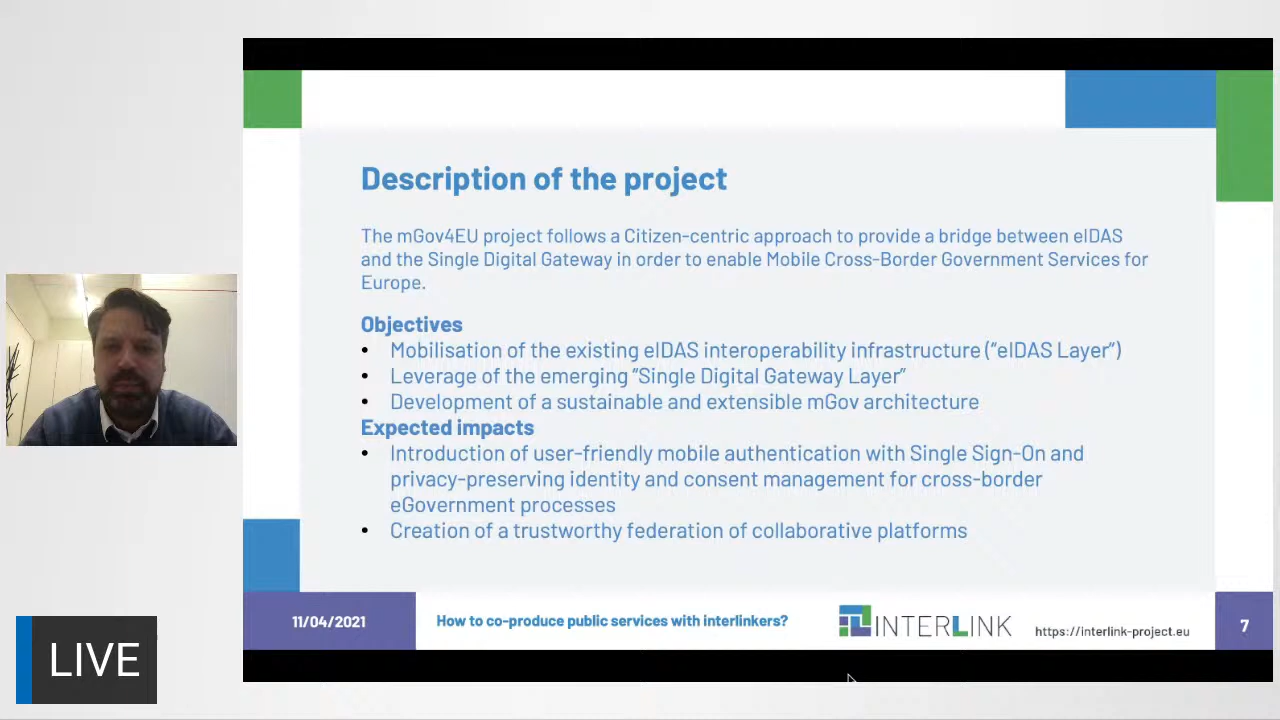 Description of the project
The mGov4EU project follows a Citizen-centric approach to provide a bridge between eIDAS
and the Single Digital Gateway in order to enable Mobile Cross-Border Government Services for
Europe.
Objectives
• Mobilisation of the existing eIDAS interoperability infrastructure (“eIDAS Layer”)
• Leverage of the emerging “Single Digital Gateway Layer”
• Development of a sustainable and extensible mGov architecture
Expected impacts
• Introduction of user-friendly mobile authentication with Single Sign-On and
privacy-preserving identity and consent management for cross-border
eGovernment processes
• Creation of a trustworthy federation of collaborative platforms
11/04/2021
How to co-produce public services with interlinkers?
INTERLINK
https://interlink-project.eu
7
LIVE